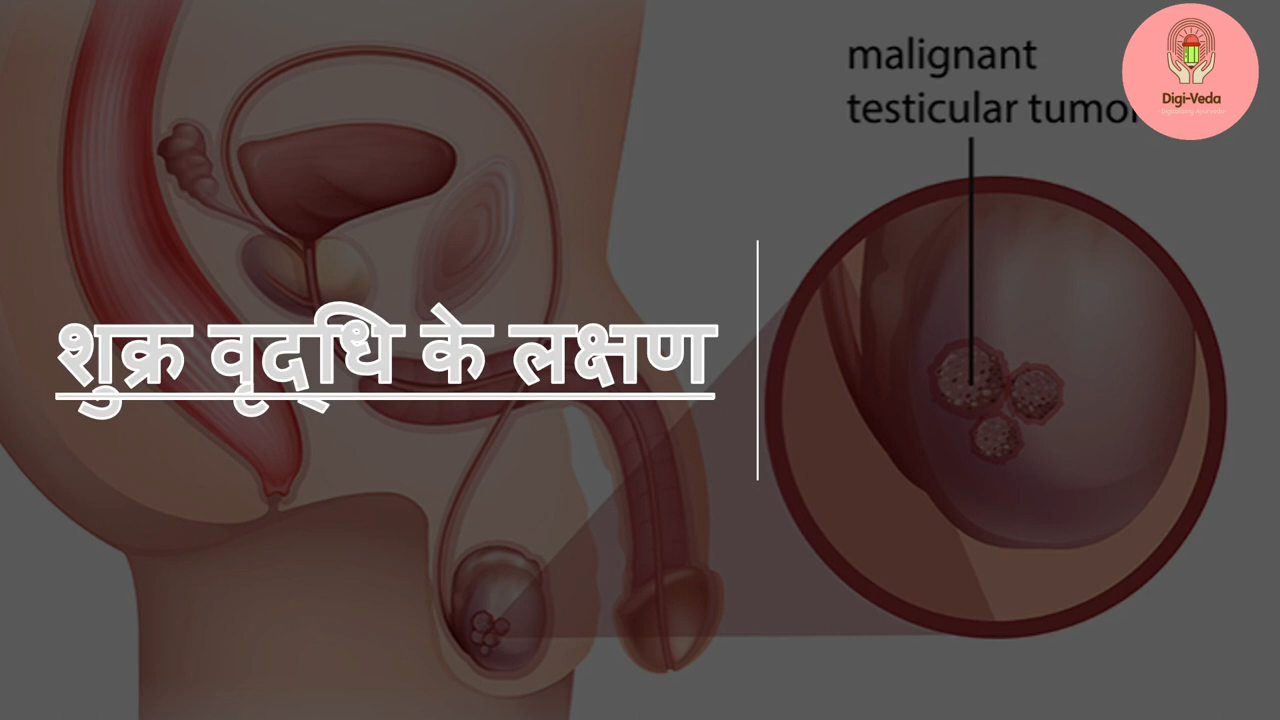 malignant
testicular tumor
Digi-Veda
शुक्र वृद्धि के लक्षण